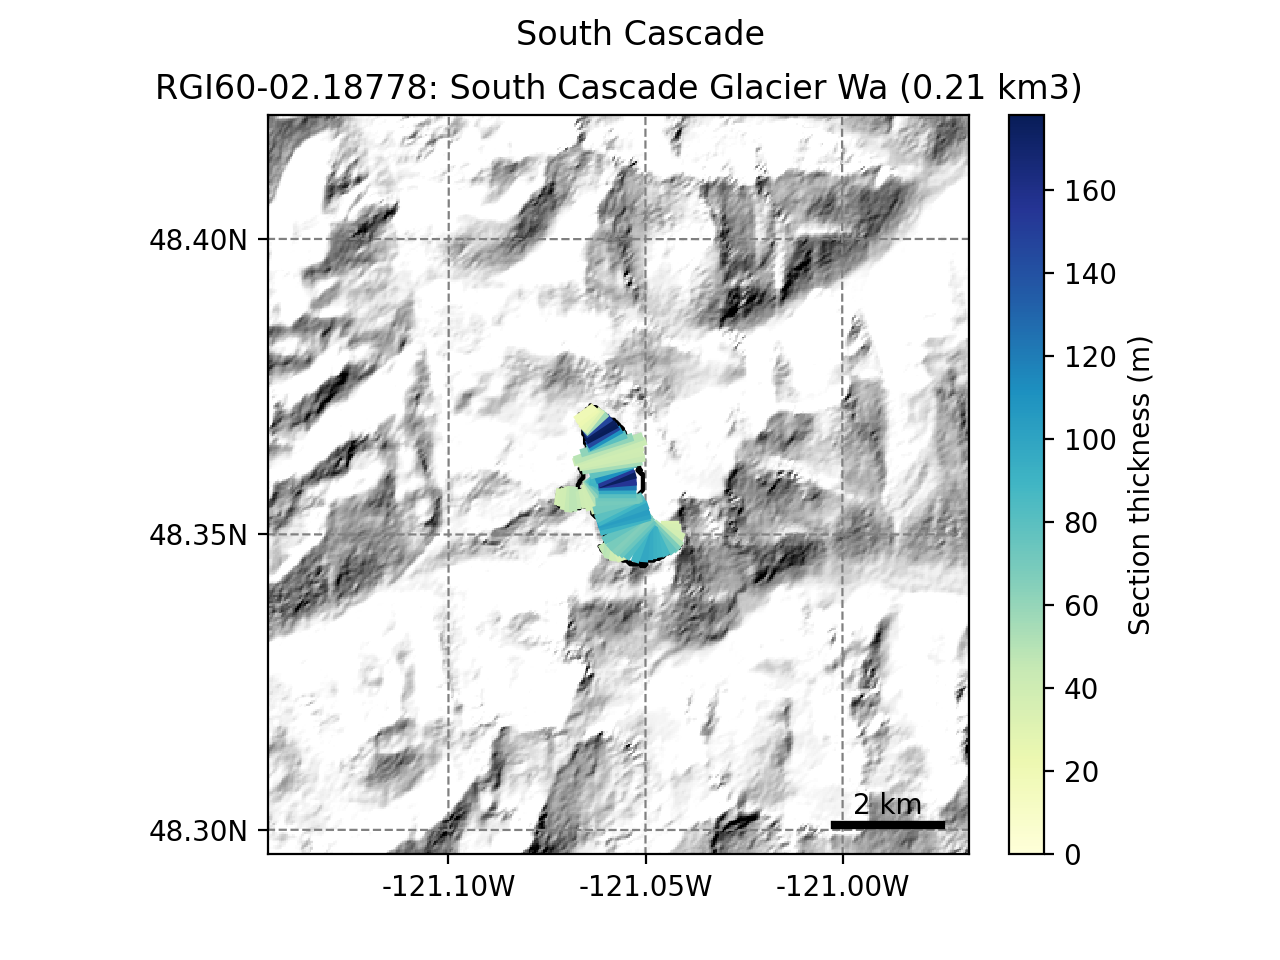 South Cascade
RGI60-02.18778: South Cascade Glacier Wa (0.21 km3)
48.40N
48.35N
48.30N
-121.10W
-121.05W
-121.00W
2 km
160
140
120
100
80
60
40
20
0
Section thickness (m)